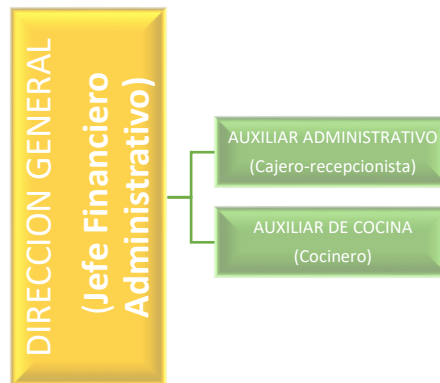 DIRECCION GENERAL
(Jefe Financiero
Administrativo)
AUXILIAR ADMINISTRATIVO
(Cajero-recepcionista)
AUXILIAR DE COCINA
(Cocinero)